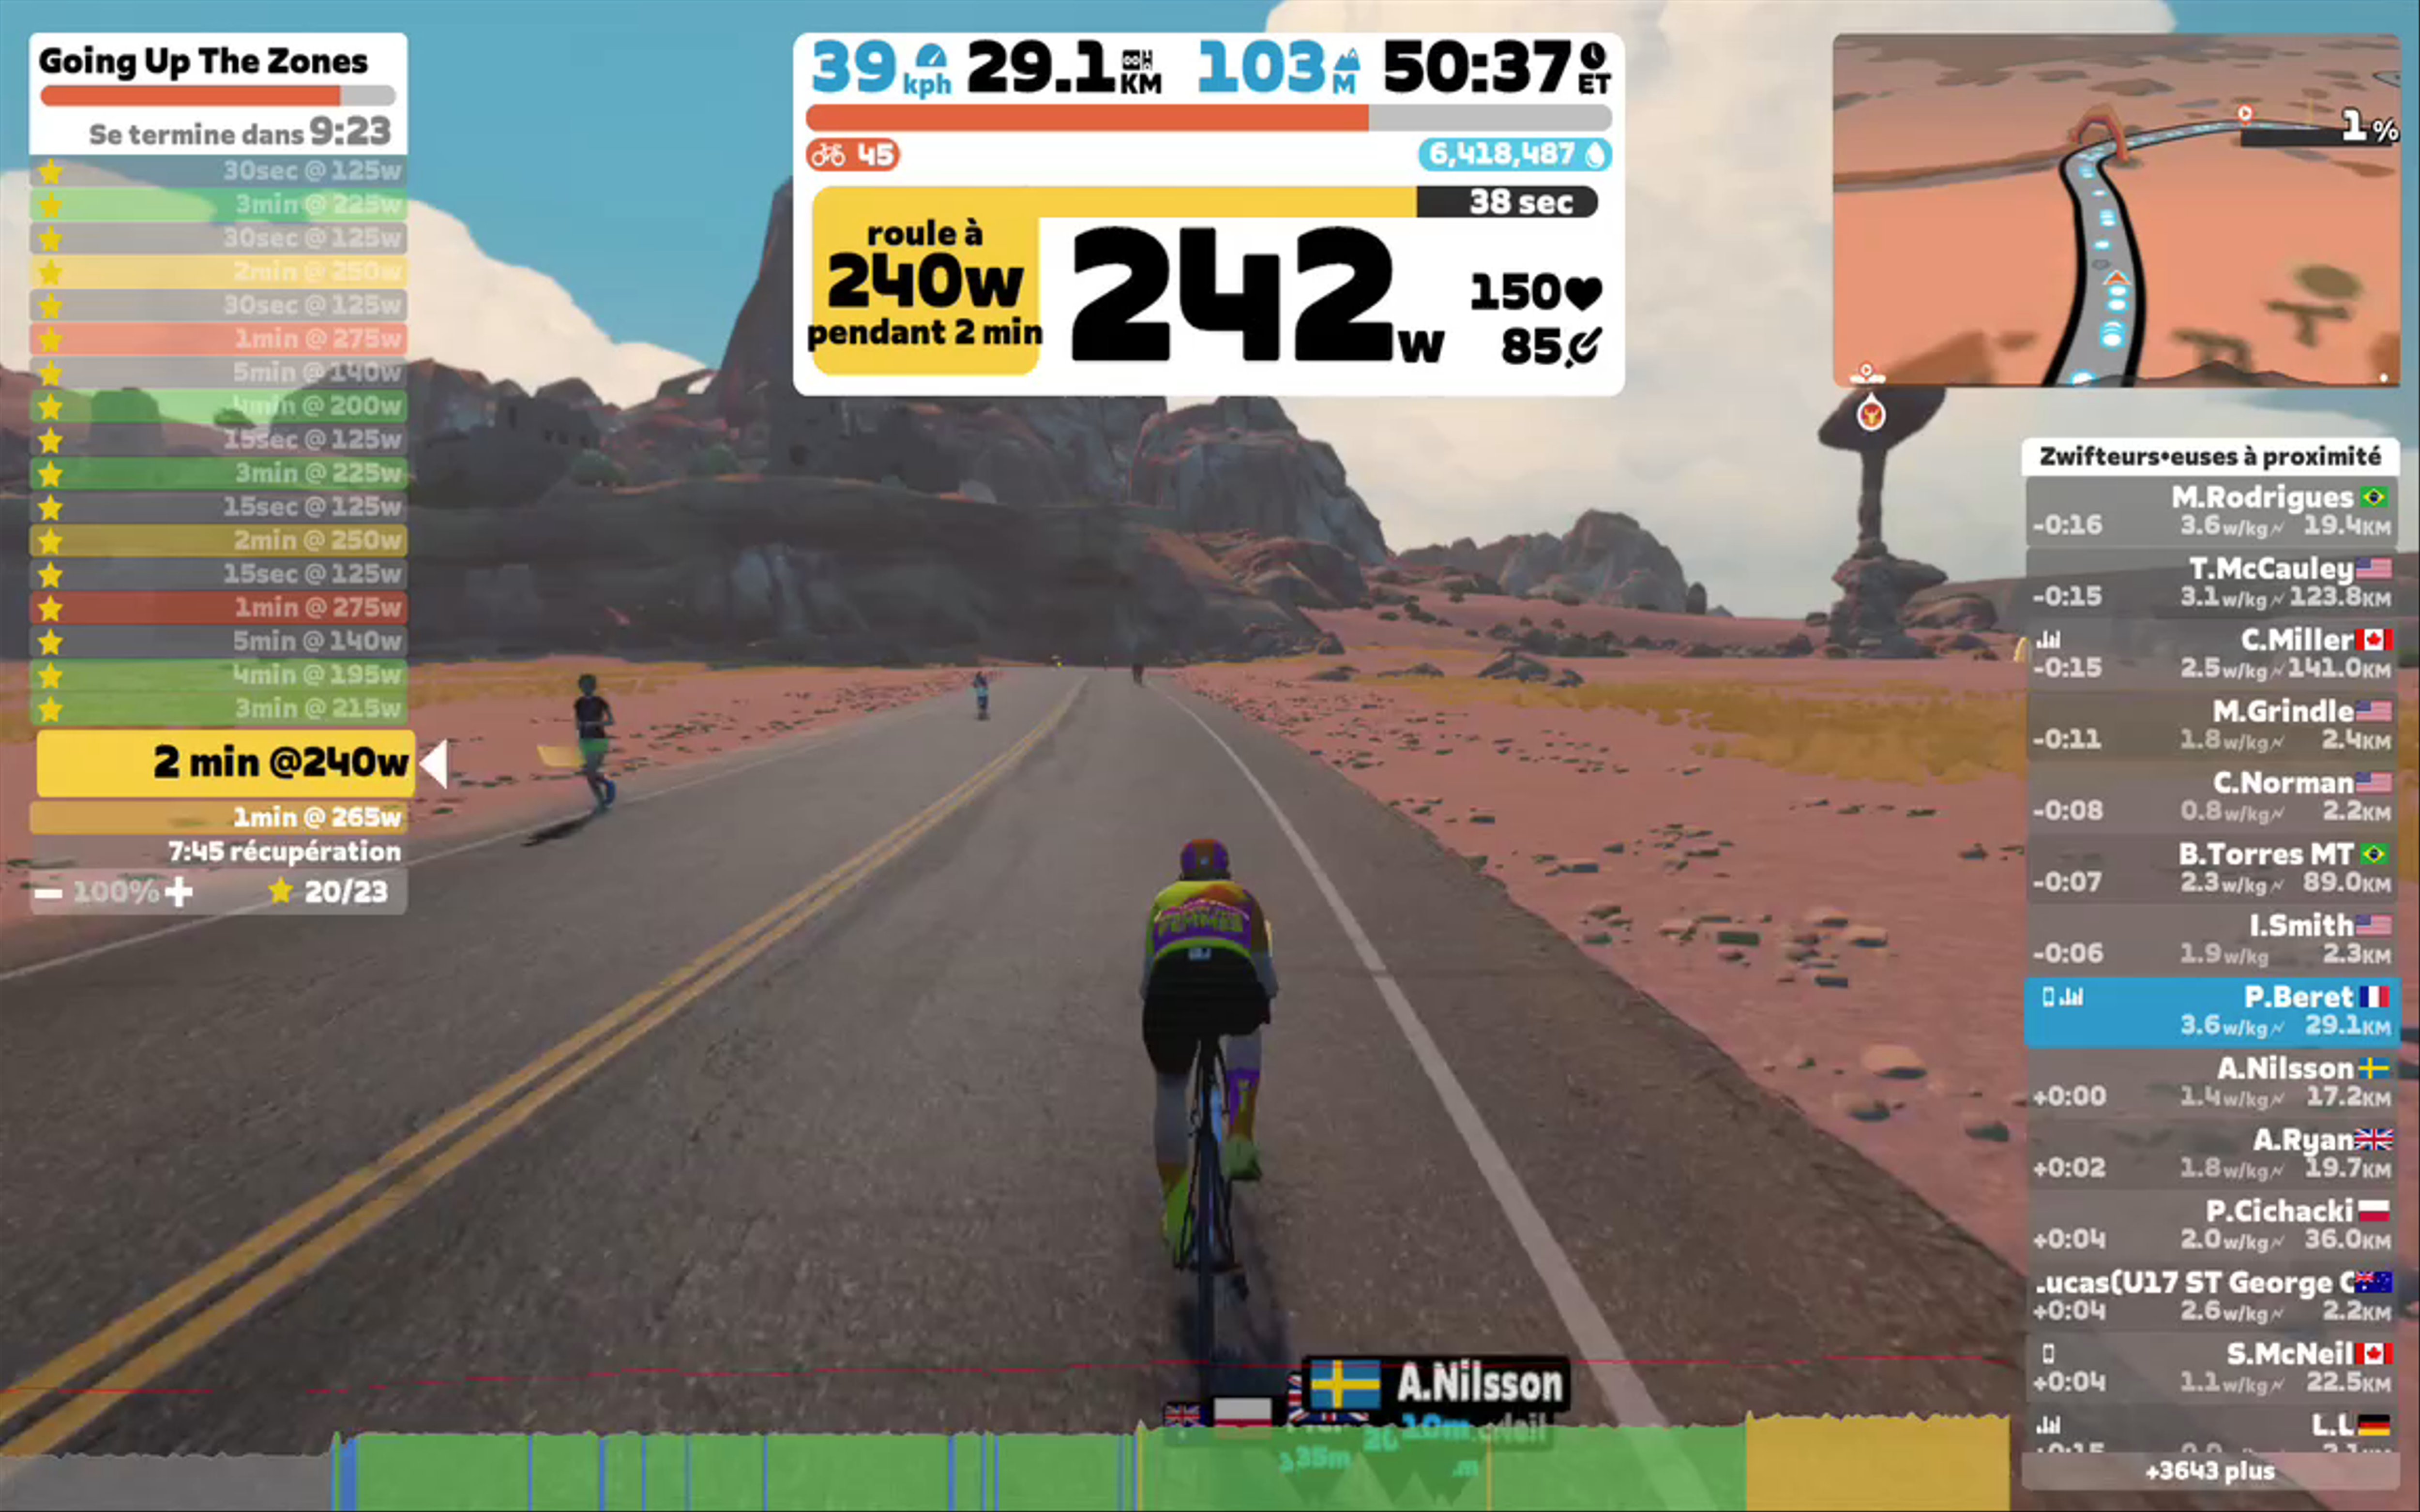 Going Up The Zones
Se termine dans 9:23
30sec @ 125w
3min @ 225w
30sec @ 125w
2min @ 250w
30sec @ 125w
1min @ 275w
5min @ 140w
4min @ 200w
15sec @ 125w
3min @ 225w
15sec @ 125w
2min @ 250w
15sec @ 125w
1min @ 275w
5min @ 140w
4min @ 195w
3min @ 215w
2 min @240w
1min @ 265w
7:45 récupération
100% 20/23
39 kph 29.1 KM 103 M 50:37 ET
45 6,418,487
38 sec
roule à
240w
pendant 2 min
242 w
150
85
1%
Zwifteurs•euses à proximité
M.Rodrigues
-0:16 3.6w/kg 19.4KM
T.McCauley
-0:15 3.1w/kg 123.8KM
C.Miller
-0:15 2.5w/kg 141.0KM
M.Grindle
-0:11 1.8w/kg 2.4KM
C.Norman
-0:08 0.8w/kg 2.2KM
B.Torres MT
-0:07 2.3w/kg 89.0KM
I.Smith
-0:06 1.9w/kg 2.3KM
P.Beret
3.6w/kg 29.1KM
A.Nilsson
+0:00 1.4w/kg 17.2KM
A.Ryan
+0:02 1.8w/kg 19.7KM
P.Cichacki
+0:04 2.0w/kg 36.0KM
.ucas(U17 ST George C
+0:04 2.6w/kg 2.2KM
S.McNeil
+0:04 1.1w/kg 22.5KM
L.L
+3643 plus
FEMMES
A.Nilsson
10m
35m